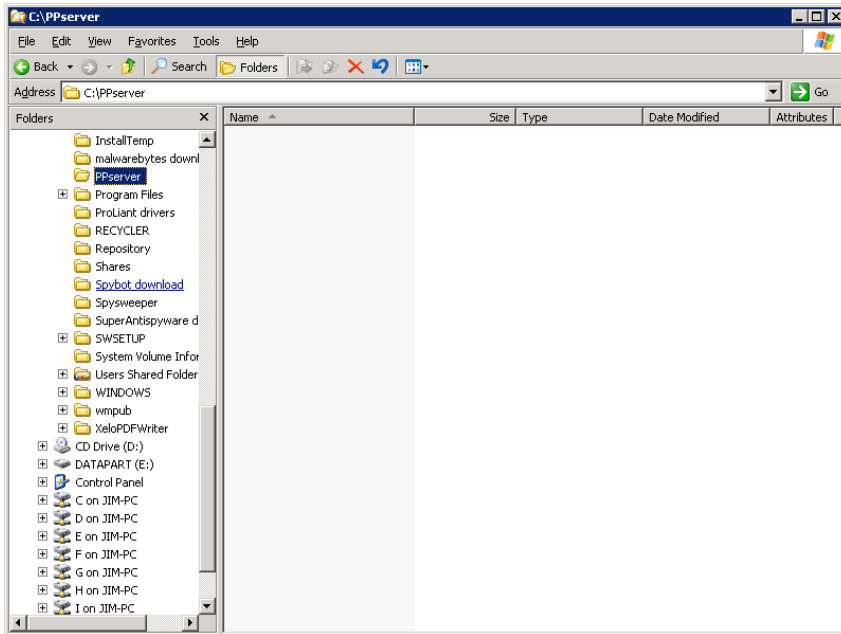 C:\PPserver
File Edit View Favorites Tools Help
Back Search Folders
Address C:\PPserver Go
Folders Name Size Type Date Modified Attributes
InstallTemp
malwarebytes downl
PPserver
Program Files
ProLiant drivers
RECYCLER
Repository
Shares
Spybot download
Spysweeper
SuperAntispyware d
SWSETUP
System Volume Infor
Users Shared Folder
WINDOWS
wmpub
XeloPDFWriter
CD Drive (D:)
DATAPART (E:)
Control Panel
C on JIM-PC
D on JIM-PC
E on JIM-PC
F on JIM-PC
G on JIM-PC
H on JIM-PC
I on JIM-PC